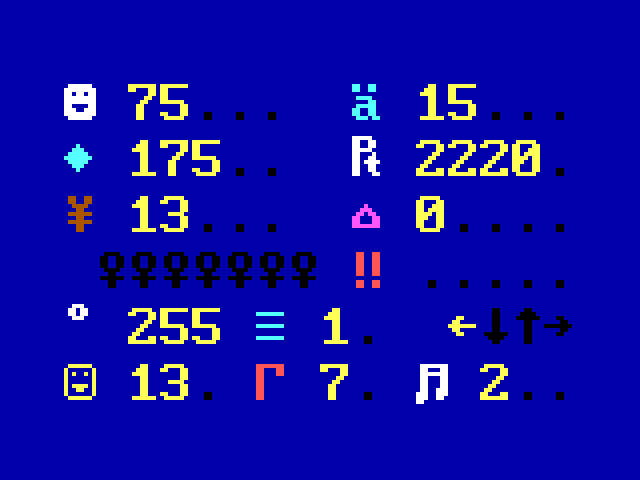 ☻ 75... ä 15...
♦ 175.. ₧ 2220.
¥ 13... ⌂ 0....
♀♀♀♀♀♀♀ ‼ .....
° 255 ≡ 1. ←↓↑→
☺ 13. Γ 7. ♫ 2..